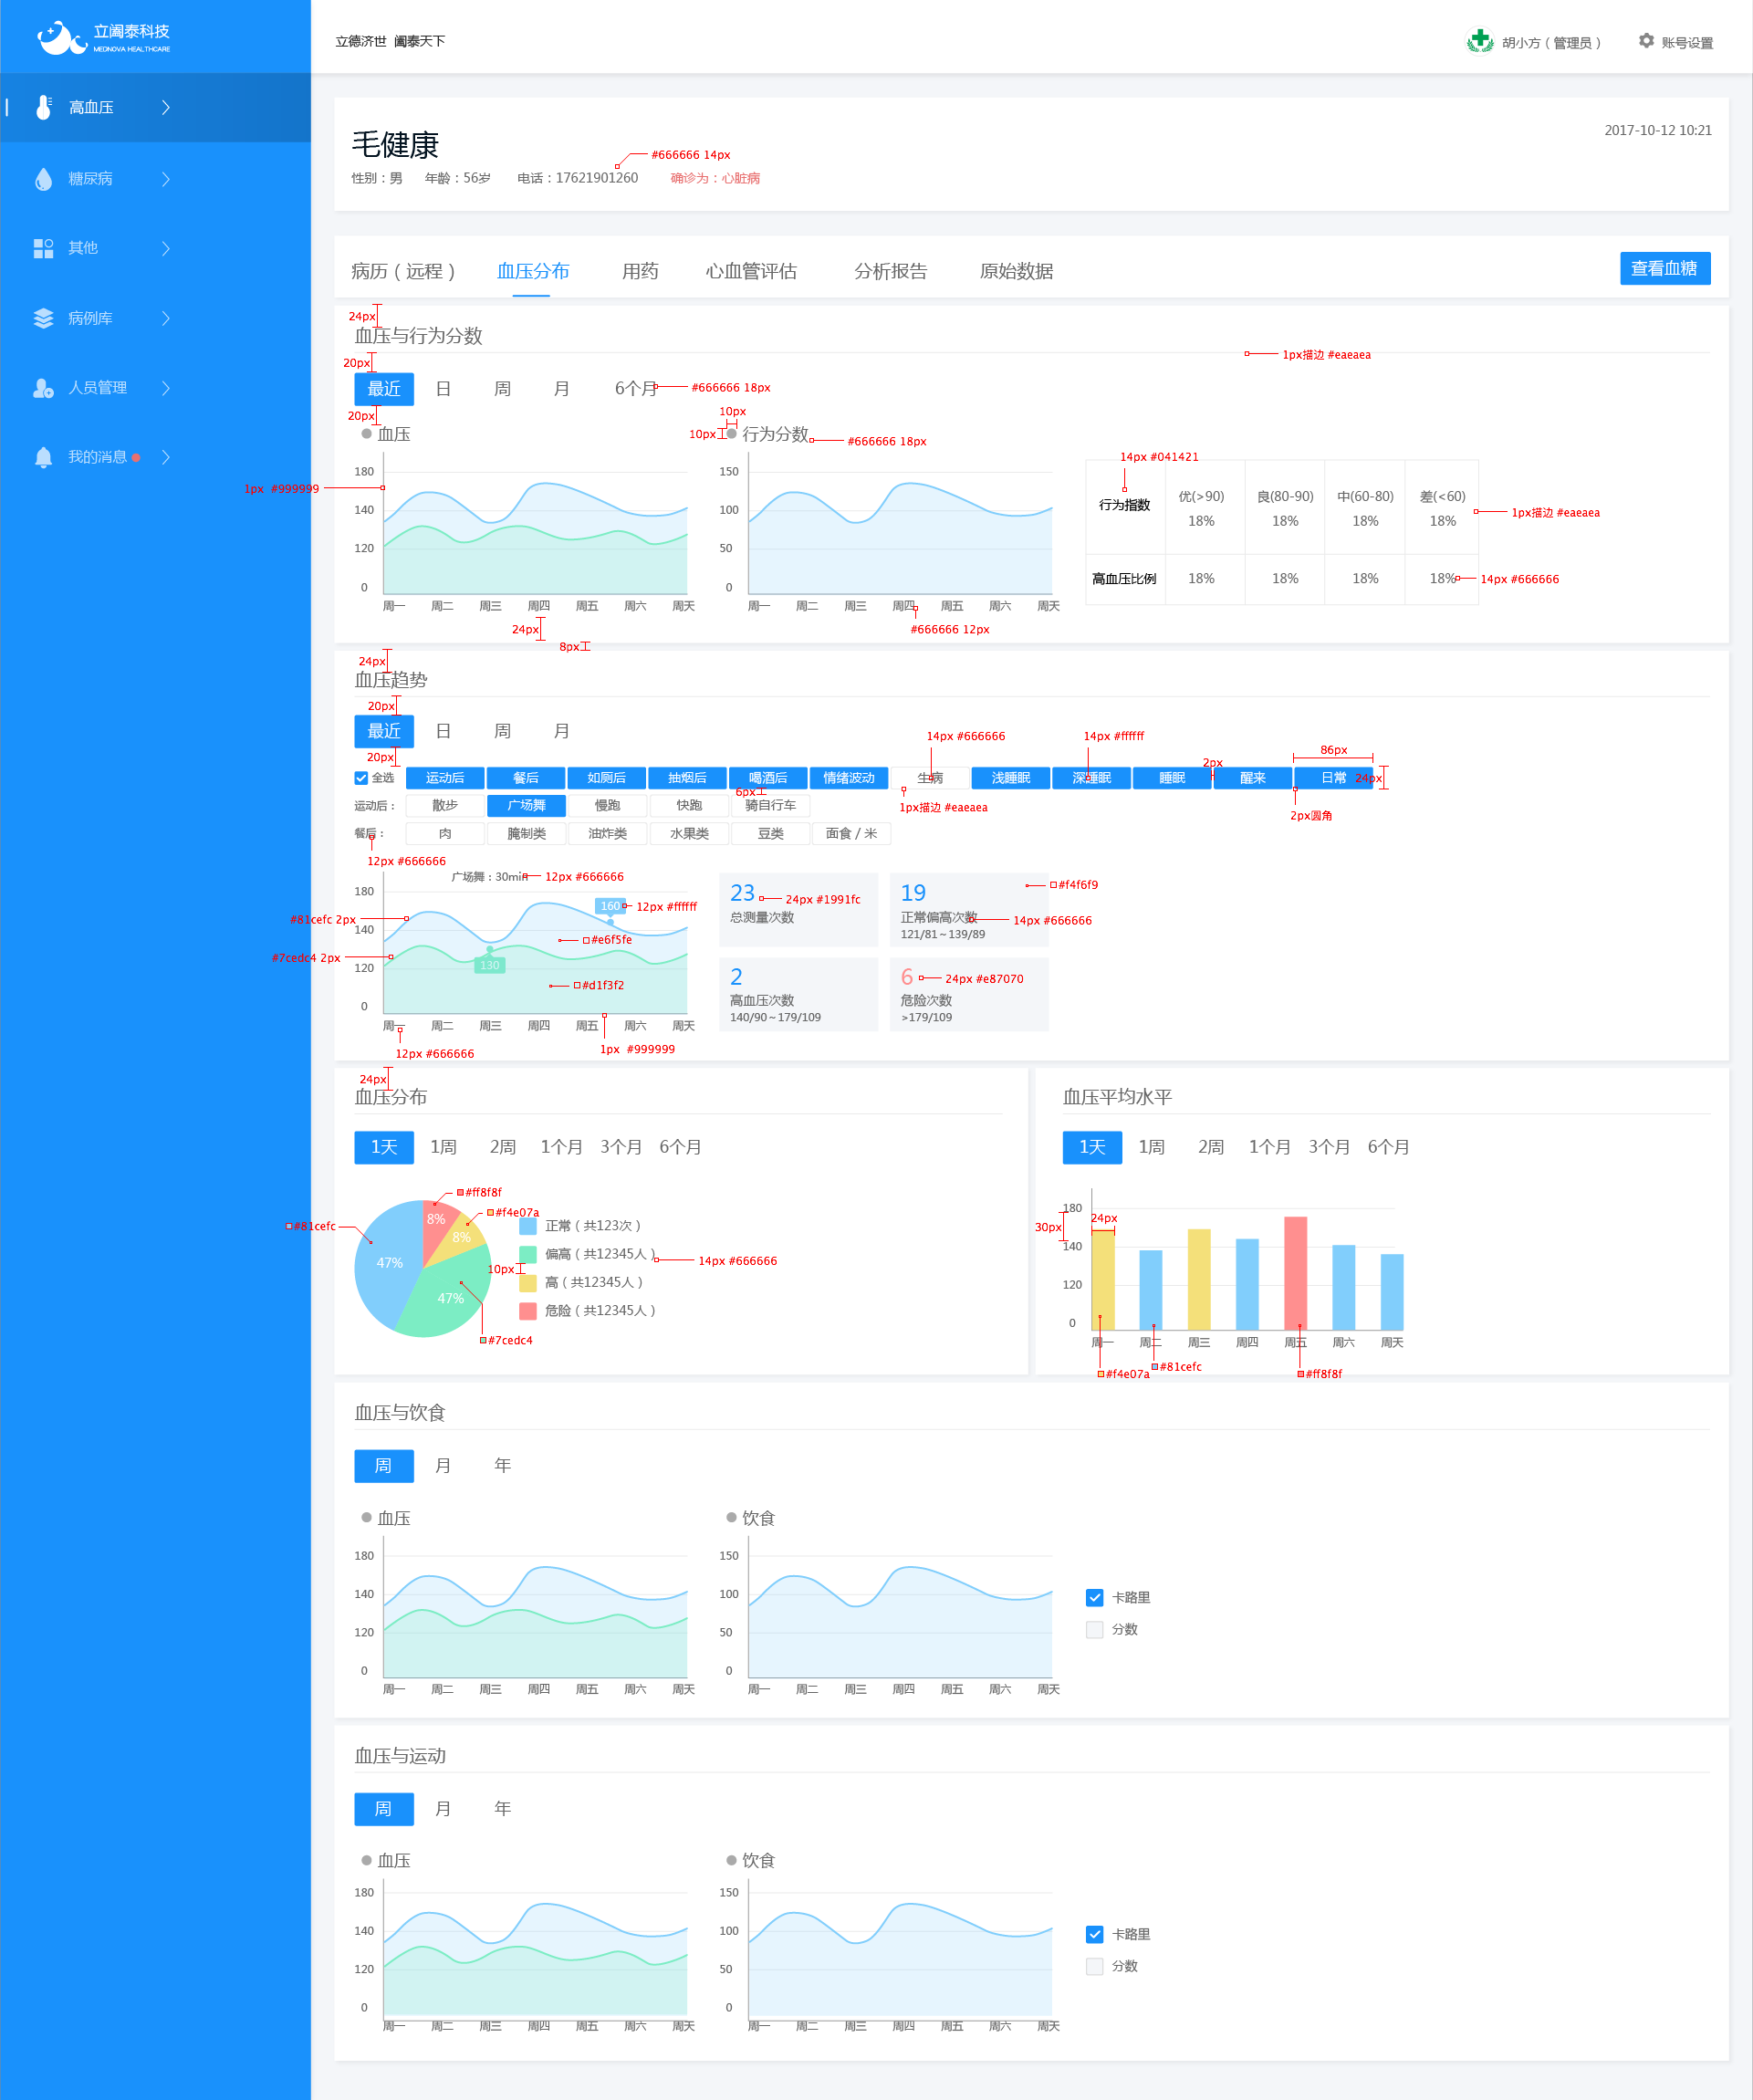 立阖泰科技
MEDNOVA HEALTHCARE
立德济世 阖泰天下
胡小方（管理员）
账号设置
高血压
糖尿病
其他
病例库
人员管理
我的消息
毛健康
2017-10-12 10:21
#666666 14px
性别：男 年龄：56岁 电话：17621901260 确诊为：心脏病
病历（远程） 血压分布 用药 心血管评估 分析报告 原始数据
查看血糖
24px
血压与行为分数
1px描边 #eaeaea
20px
最近 日 周 月 6个月
#666666 18px
20px
10px
10px
血压
行为分数
#666666 18px
1px #999999
180
140
120
0
周一 周二 周三 周四 周五 周六 周天
150
100
50
0
周一 周二 周三 周四 周五 周六 周天
#666666 12px
14px #041421
行为指数 优(>90) 良(80-90) 中(60-80) 差(<60)
18% 18% 18% 18%
1px描边 #eaeaea
高血压比例 18% 18% 18% 18%
14px #666666
24px
8px
24px
血压趋势
20px
最近 日 周 月
20px
14px #666666
14px #ffffff
2px
86px
全选 运动后 餐后 如厕后 抽烟后 喝酒后 情绪波动 生病 浅睡眠 深睡眠 睡眠 醒来 日常
24px
6px
1px描边 #eaeaea
2px圆角
运动后： 散步 广场舞 慢跑 快跑 骑自行车
餐后： 肉 腌制类 油炸类 水果类 豆类 面食 / 米
12px #666666
广场舞：30min
12px #666666
180
140
120
0
#81cefc 2px
#7cedc4 2px
160
12px #ffffff
#e6f5fe
130
#d1f3f2
周一 周二 周三 周四 周五 周六 周天
12px #666666
1px #999999
23
24px #1991fc
总测量次数
19
#f4f6f9
正常偏高次数
14px #666666
121/81～139/89
2
高血压次数
140/90～179/109
6
24px #e87070
危险次数
>179/109
24px
血压分布
1天 1周 2周 1个月 3个月 6个月
#ff8f8f
#f4e07a
#81cefc
8%
8%
47%
47%
#7cedc4
正常（共123次）
偏高（共12345人）
14px #666666
10px
高（共12345人）
危险（共12345人）
血压平均水平
1天 1周 2周 1个月 3个月 6个月
180
140
120
0
30px
24px
周一 周二 周三 周四 周五 周六 周天
#f4e07a
#81cefc
#ff8f8f
血压与饮食
周 月 年
血压
180
140
120
0
周一 周二 周三 周四 周五 周六 周天
饮食
150
100
50
0
周一 周二 周三 周四 周五 周六 周天
卡路里
分数
血压与运动
周 月 年
血压
180
140
120
0
周一 周二 周三 周四 周五 周六 周天
饮食
150
100
50
0
周一 周二 周三 周四 周五 周六 周天
卡路里
分数